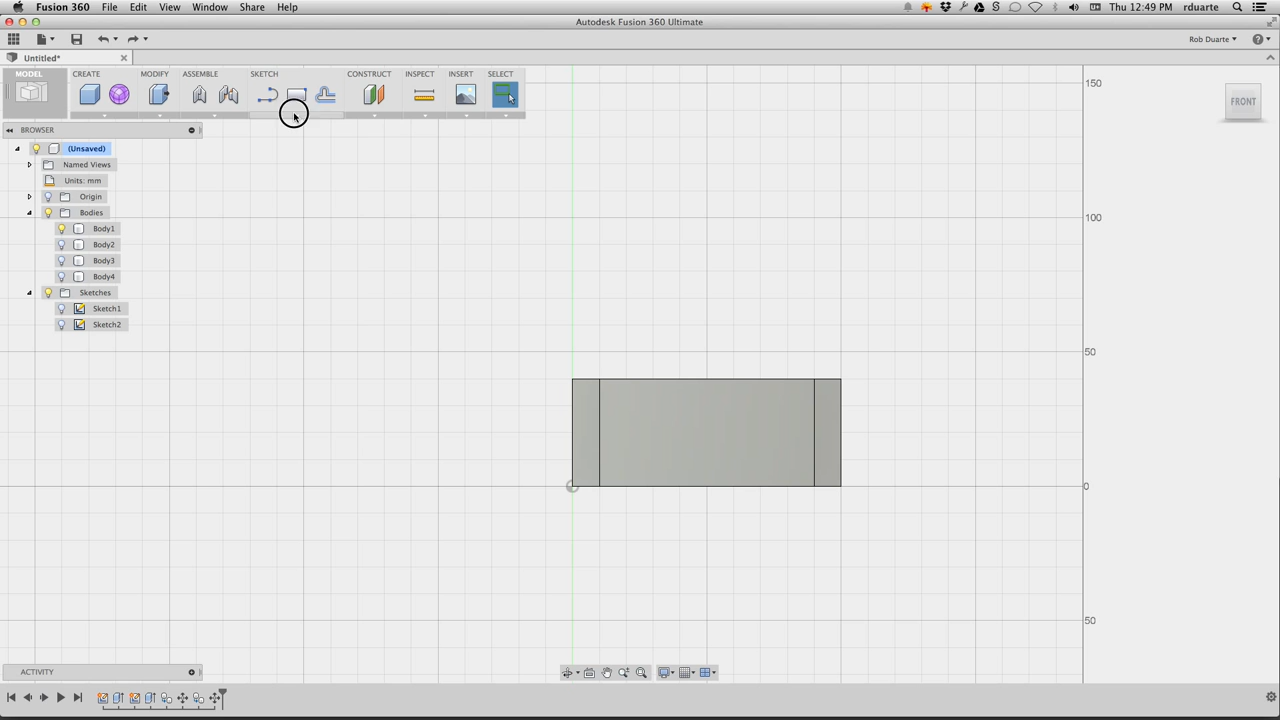 Fusion 360 File Edit View Sketch Window Share Help Thu 12:49 PM rduarte
Autodesk Fusion 360 Ultimate
Rob Duarte
Untitled*
MODEL CREATE MODIFY ASSEMBLE SKETCH CONSTRUCT INSPECT INSERT SELECT
150
FRONT
BROWSER
(Unsaved)
Named Views
Units: mm
Origin
Bodies
100
Body1
Body2
Body3
Body4
Sketches
Sketch1
Sketch2
50
0
50
ACTIVITY